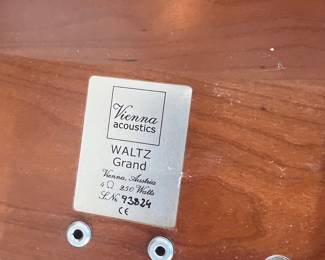 Vienna
acoustics
WALTZ
Grand
Vienna, Austria
4 Ω 250 Watts
S.No 93824
CE